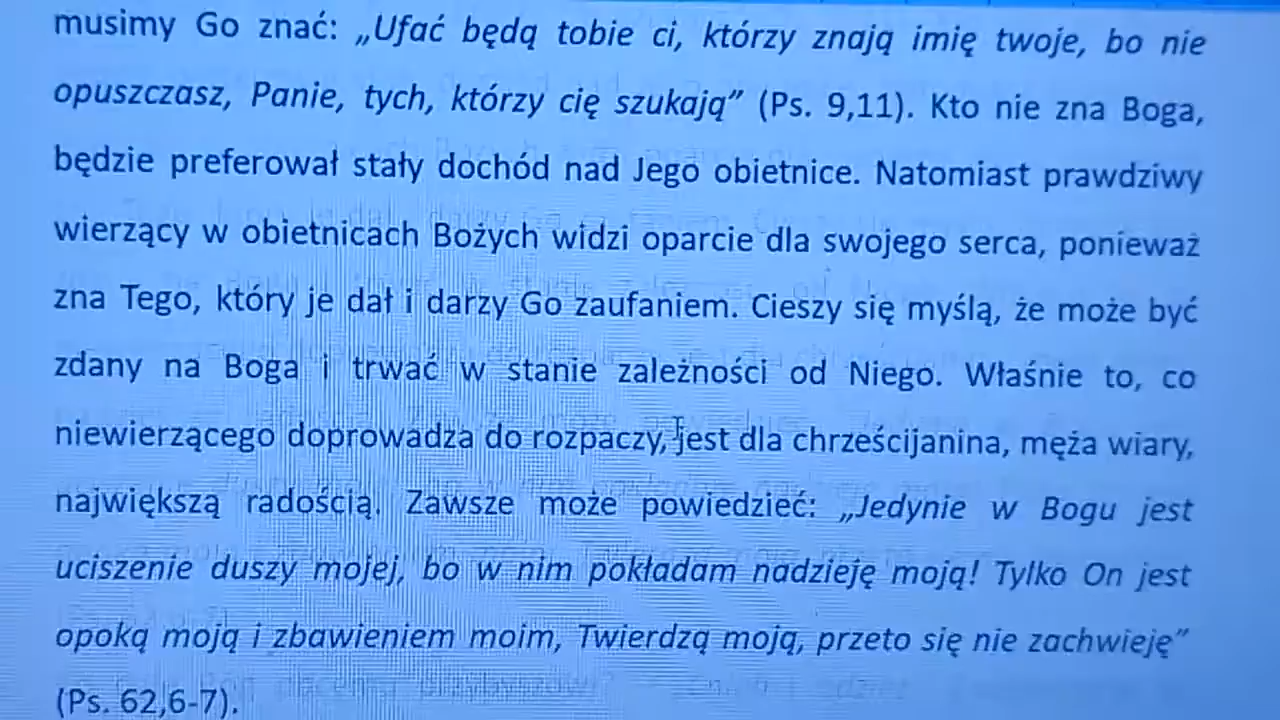 musimy Go znać: „Ufać będą tobie ci, którzy znają imię twoje, bo nie
opuszczasz, Panie, tych, którzy cię szukają” (Ps. 9,11). Kto nie zna Boga,
będzie preferował stały dochód nad Jego obietnice. Natomiast prawdziwy
wierzący w obietnicach Bożych widzi oparcie dla swojego serca, ponieważ
zna Tego, który je dał i darzy Go zaufaniem. Cieszy się myślą, że może być
zdany na Boga i trwać w stanie zależności od Niego. Właśnie to, co
niewierzącego doprowadza do rozpaczy, jest dla chrześcijanina, męża wiary,
największą radością. Zawsze może powiedzieć: „Jedynie w Bogu jest
uciszenie duszy mojej, bo w nim pokładam nadzieję moją! Tylko On jest
opoką moją i zbawieniem moim, Twierdzą moją, przeto się nie zachwieję”
(Ps. 62,6-7).